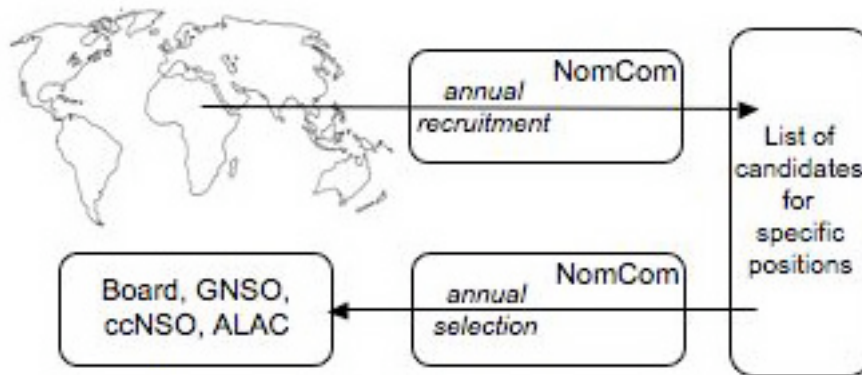 NomCom
annual
recruitment
List of
candidates
for
specific
positions
NomCom
annual
selection
Board, GNSO,
ccNSO, ALAC